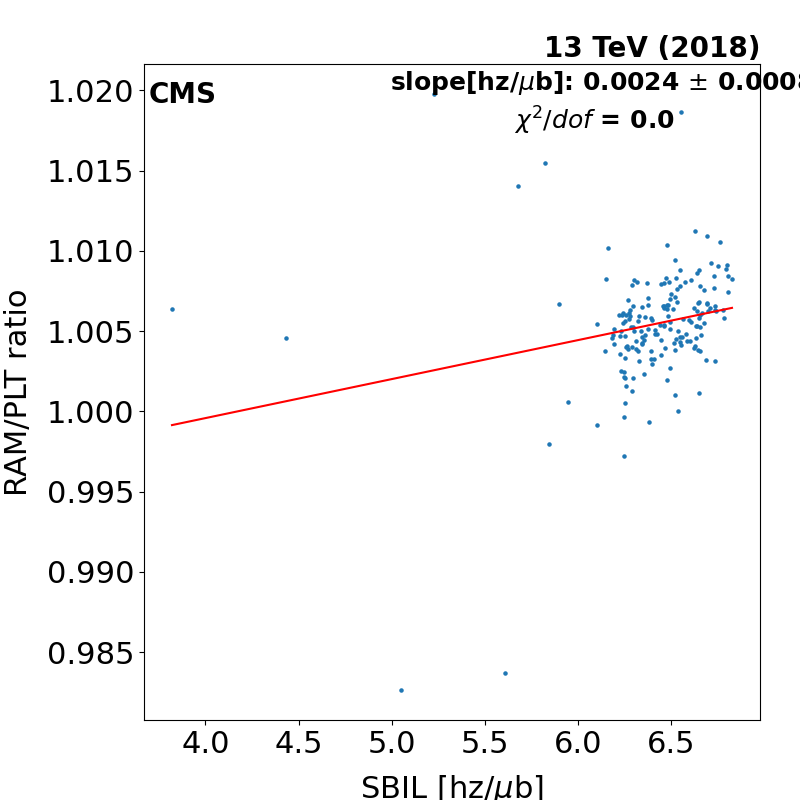 13 TeV (2018)
CMS
slope[hz/μb]: 0.0024 ± 0.0008
χ²/dof = 0.0
1.020
1.015
1.010
1.005
1.000
0.995
0.990
0.985
RAM/PLT ratio
4.0 4.5 5.0 5.5 6.0 6.5
SBIL [hz/μb]